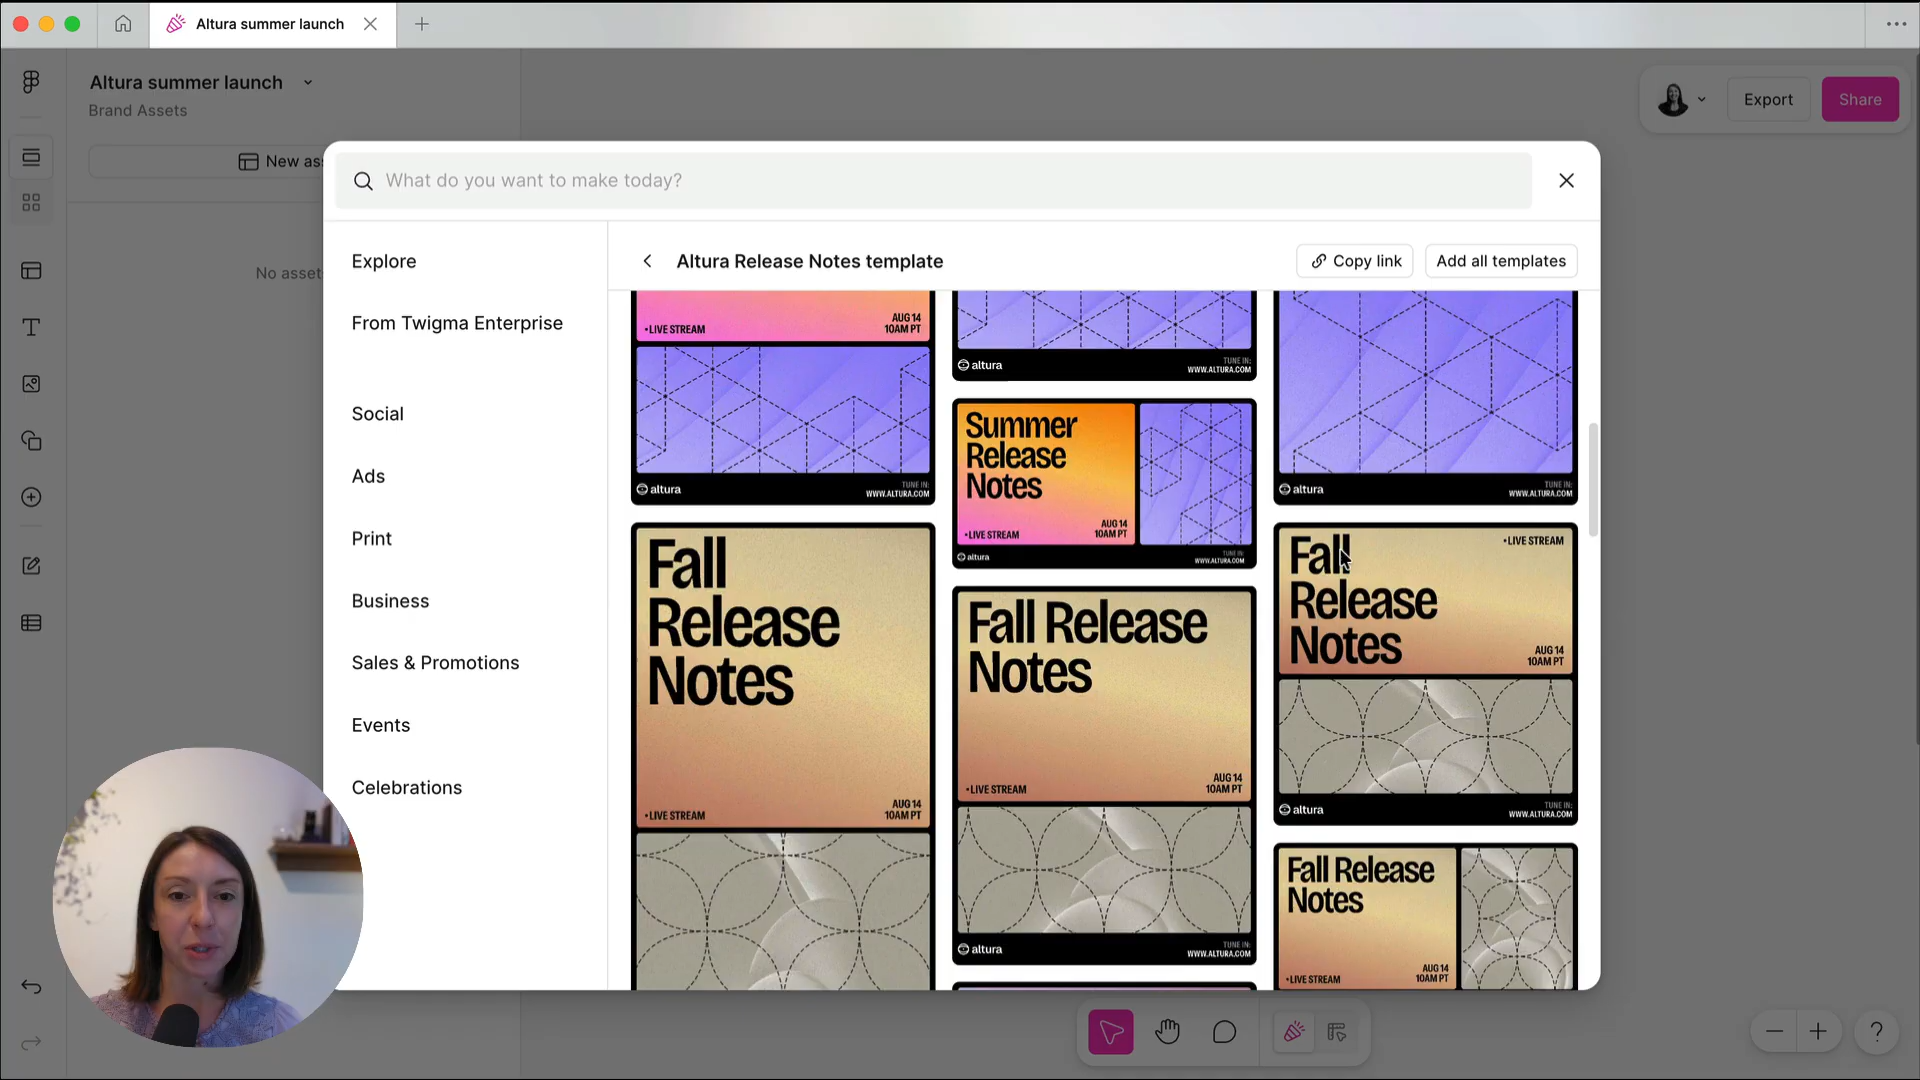 Altura summer launch
Altura summer launch
Brand Assets
Export
Share
New as
No asset
What do you want to make today?
Explore
From Twigma Enterprise
Social
Ads
Print
Business
Sales & Promotions
Events
Celebrations
Altura Release Notes template
Copy link
Add all templates
•LIVE STREAM
AUG 14
10AM PT
altura
TUNE IN:
WWW.ALTURA.COM
Fall
Release
Notes
•LIVE STREAM
AUG 14
10AM PT
altura
TUNE IN:
WWW.ALTURA.COM
Summer
Release
Notes
•LIVE STREAM
AUG 14
10AM PT
altura
TUNE IN:
WWW.ALTURA.COM
Fall Release
Notes
•LIVE STREAM
AUG 14
10AM PT
altura
TUNE IN:
WWW.ALTURA.COM
altura
TUNE IN:
WWW.ALTURA.COM
Fall
Release
Notes
•LIVE STREAM
AUG 14
10AM PT
altura
TUNE IN:
WWW.ALTURA.COM
Fall Release
Notes
•LIVE STREAM
AUG 14
10AM PT